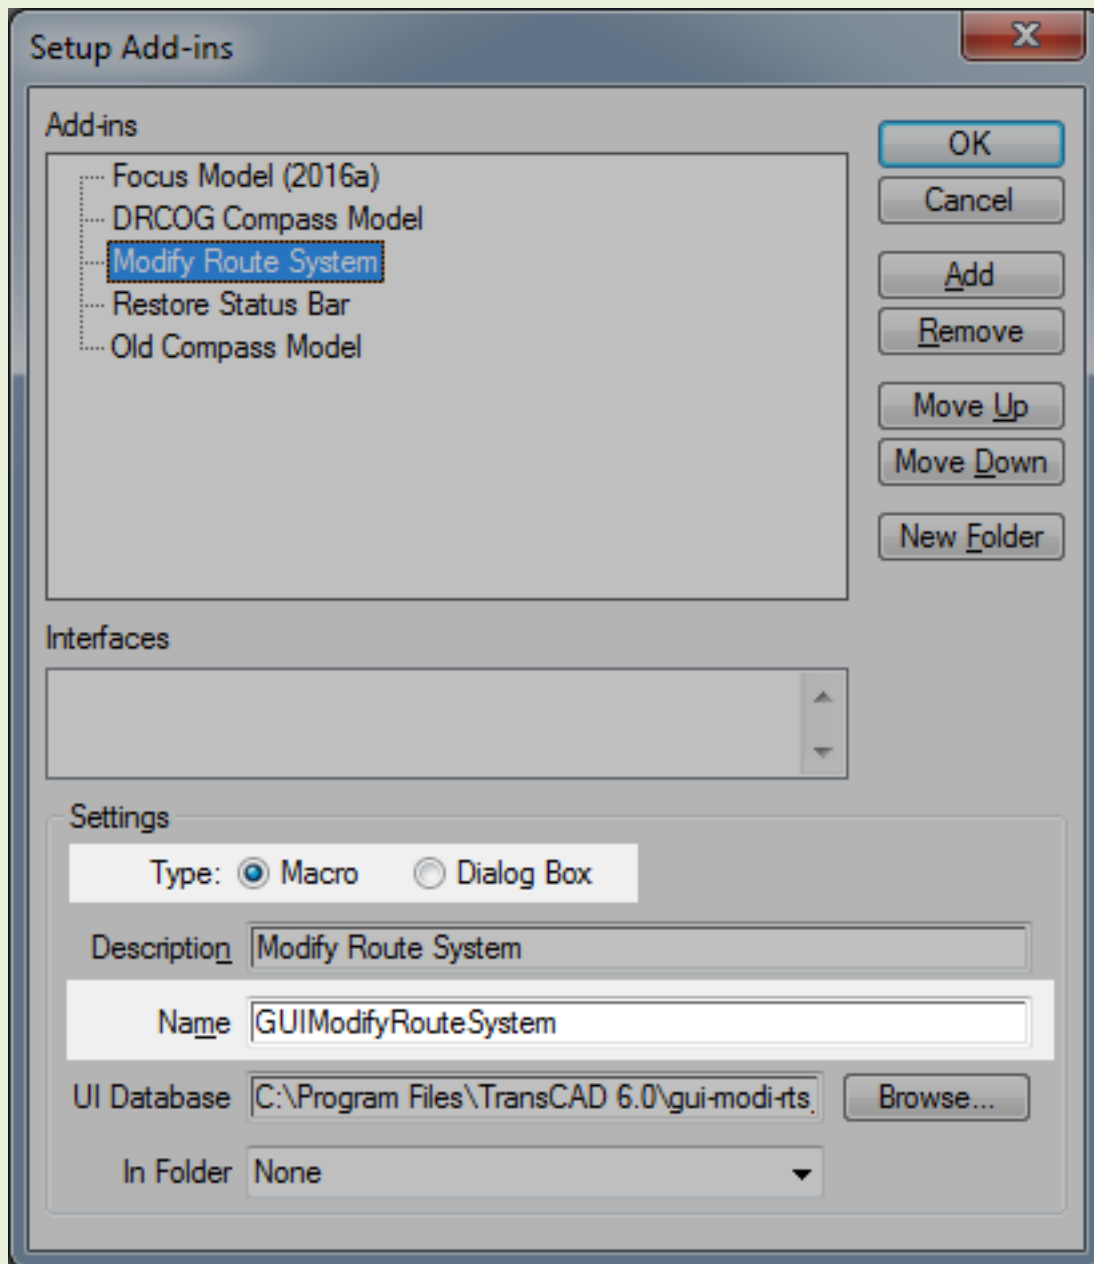 Setup Add-ins
Add-ins
Focus Model (2016a)
DRCOG Compass Model
Modify Route System
Restore Status Bar
Old Compass Model
OK
Cancel
Add
Remove
Move Up
Move Down
New Folder
Interfaces
Settings
Type: Macro Dialog Box
Description Modify Route System
Name GUIModifyRouteSystem
UI Database C:\Program Files\TransCAD 6.0\gui-modi-rts_ Browse...
In Folder None